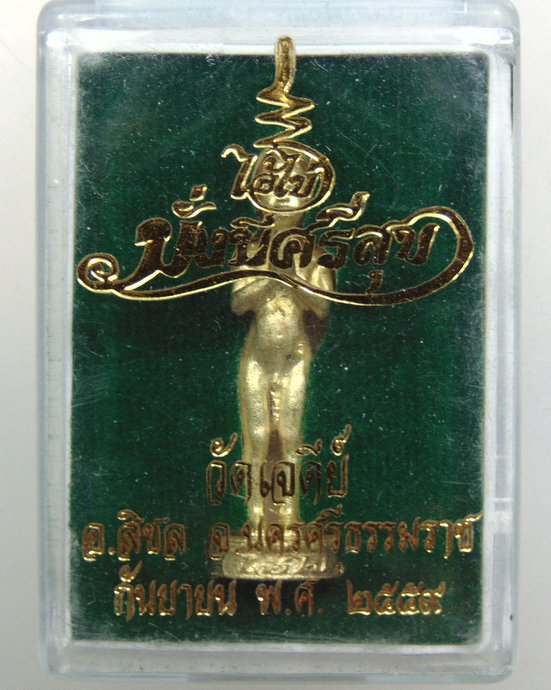 ไอ้ไข่
มั่งมีศรีสุข
วัดเจดีย์
อ.สิชล จ.นครศรีธรรมราช
กันยายน พ.ศ. ๒๕๕๙